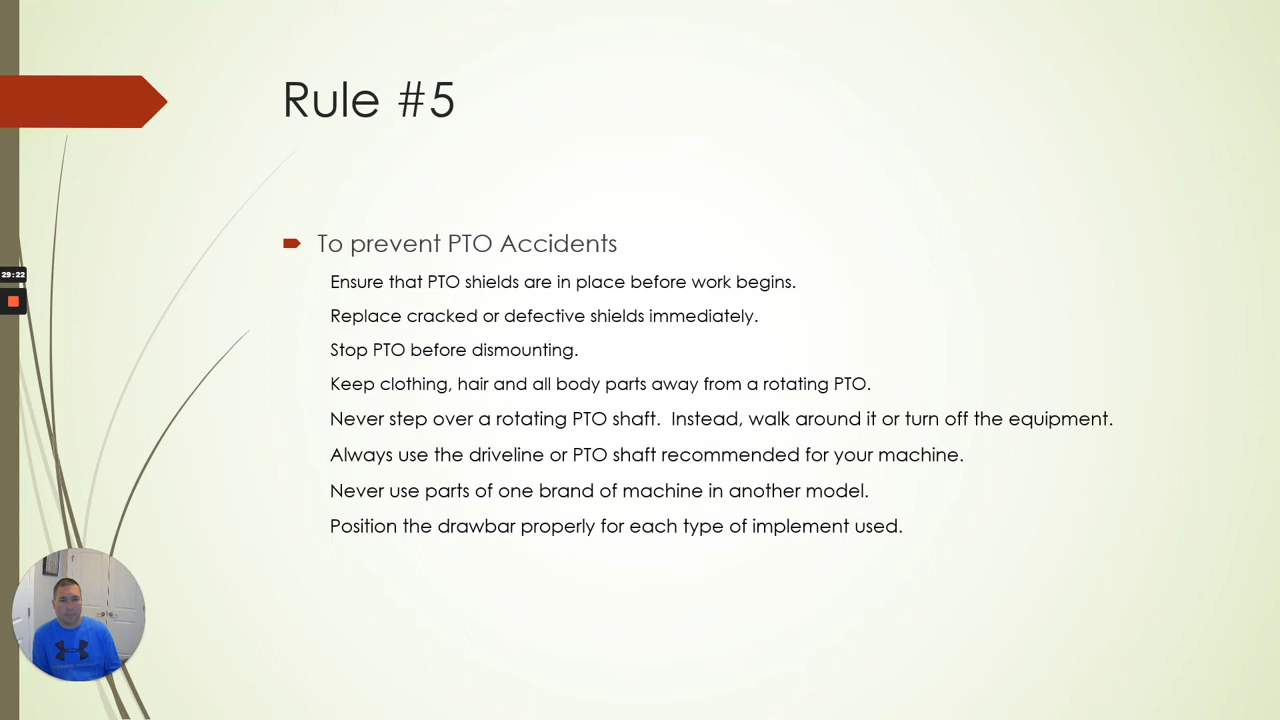 Rule #5
To prevent PTO Accidents
Ensure that PTO shields are in place before work begins.
Replace cracked or defective shields immediately.
Stop PTO before dismounting.
Keep clothing, hair and all body parts away from a rotating PTO.
Never step over a rotating PTO shaft.  Instead, walk around it or turn off the equipment.
Always use the driveline or PTO shaft recommended for your machine.
Never use parts of one brand of machine in another model.
Position the drawbar properly for each type of implement used.
29:22